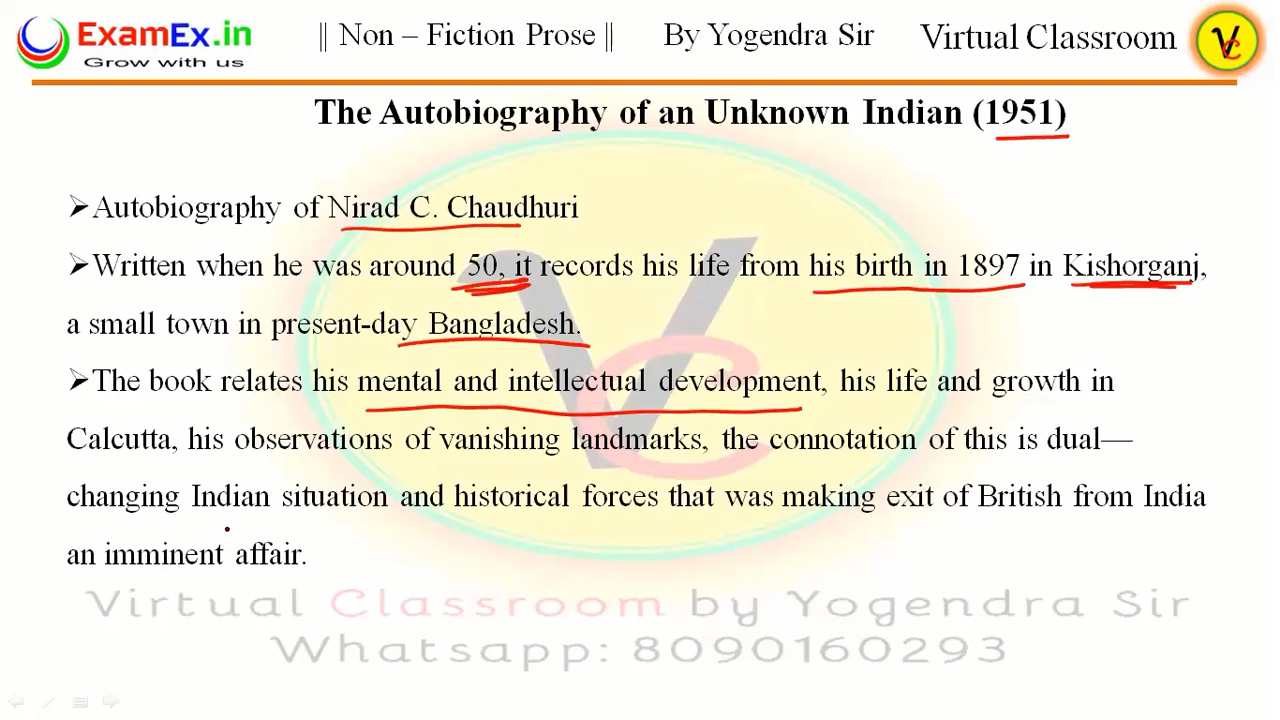 ExamEx.in
Grow with us
|| Non – Fiction Prose || By Yogendra Sir Virtual Classroom
VC
The Autobiography of an Unknown Indian (1951)
➢Autobiography of Nirad C. Chaudhuri
➢Written when he was around 50, it records his life from his birth in 1897 in Kishorganj,
a small town in present-day Bangladesh.
➢The book relates his mental and intellectual development, his life and growth in
Calcutta, his observations of vanishing landmarks, the connotation of this is dual—
changing Indian situation and historical forces that was making exit of British from India
an imminent affair.
VC
Virtual Classroom by Yogendra Sir
Whatsapp: 8090160293